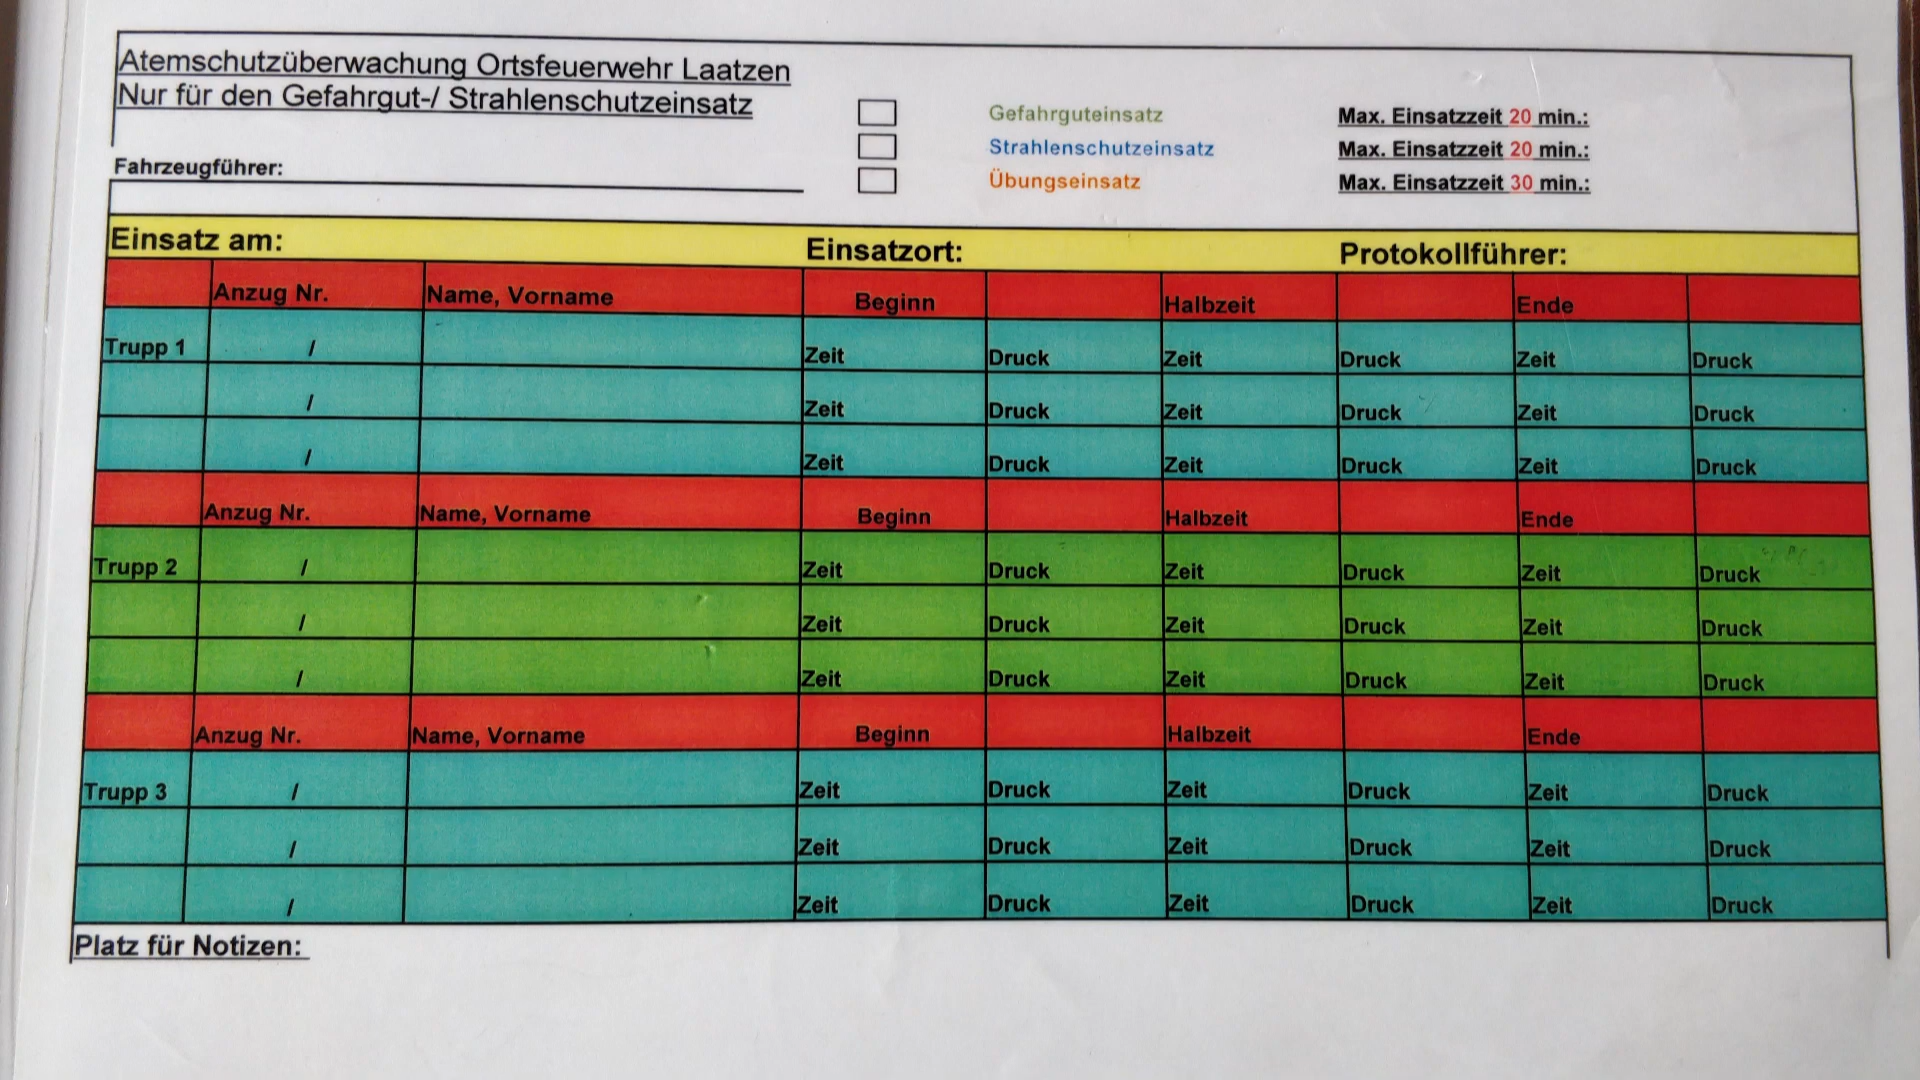 Atemschutzüberwachung Ortsfeuerwehr Laatzen
Nur für den Gefahrgut-/ Strahlenschutzeinsatz
Gefahrguteinsatz Max. Einsatzzeit 20 min.:
Strahlenschutzeinsatz Max. Einsatzzeit 20 min.:
Fahrzeugführer: Übungseinsatz Max. Einsatzzeit 30 min.:
Einsatz am: Einsatzort: Protokollführer:
Anzug Nr. Name, Vorname Beginn Halbzeit Ende
Trupp 1 / Zeit Druck Zeit Druck Zeit Druck
/ Zeit Druck Zeit Druck Zeit Druck
/ Zeit Druck Zeit Druck Zeit Druck
Anzug Nr. Name, Vorname Beginn Halbzeit Ende
Trupp 2 / Zeit Druck Zeit Druck Zeit Druck
/ Zeit Druck Zeit Druck Zeit Druck
/ Zeit Druck Zeit Druck Zeit Druck
Anzug Nr. Name, Vorname Beginn Halbzeit Ende
Trupp 3 / Zeit Druck Zeit Druck Zeit Druck
/ Zeit Druck Zeit Druck Zeit Druck
/ Zeit Druck Zeit Druck Zeit Druck
Platz für Notizen: